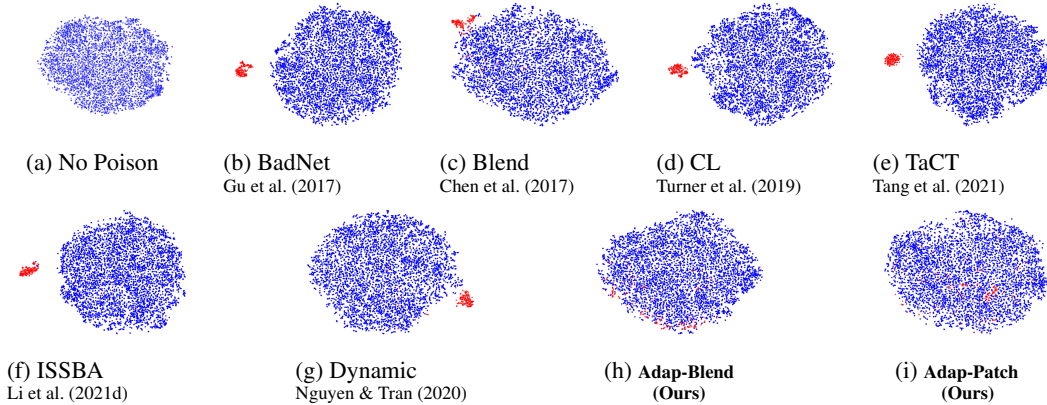 (a) No Poison
(b) BadNet
Gu et al. (2017)
(c) Blend
Chen et al. (2017)
(d) CL
Turner et al. (2019)
(e) TaCT
Tang et al. (2021)
(f) ISSBA
Li et al. (2021d)
(g) Dynamic
Nguyen & Tran (2020)
(h) Adap-Blend
(Ours)
(i) Adap-Patch
(Ours)